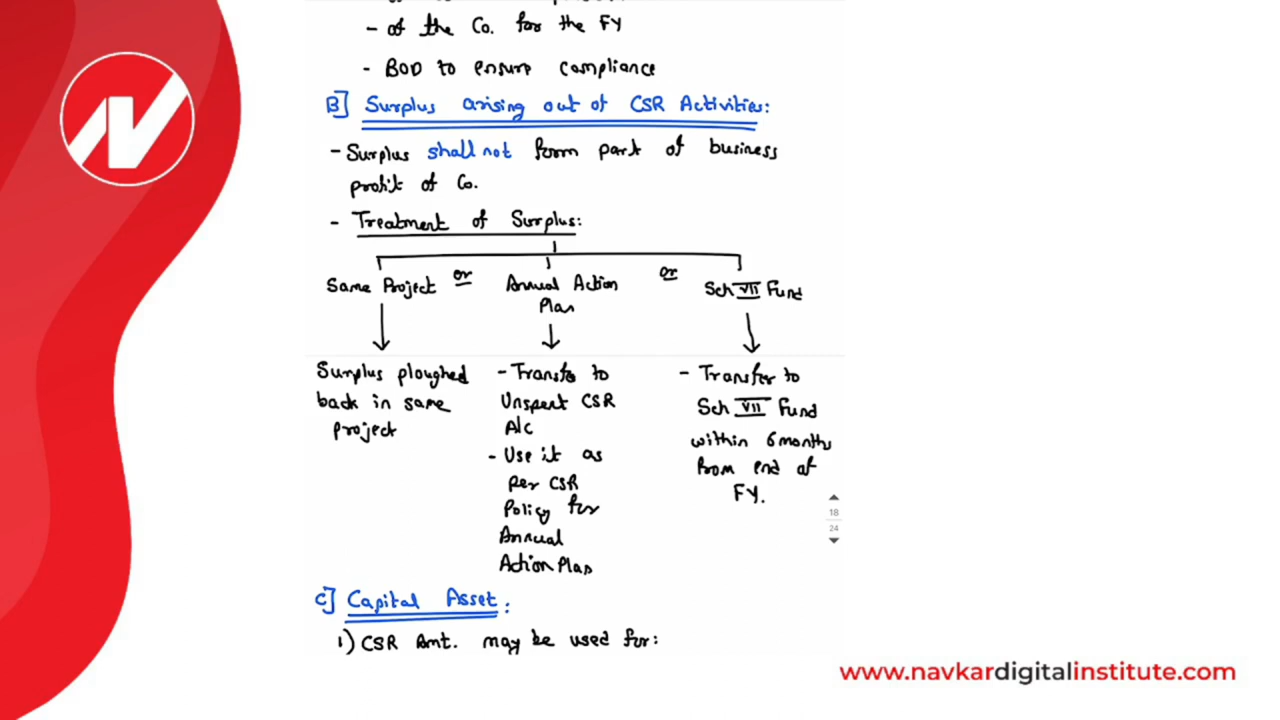 - of the Co. for the FY
- BOD to ensure compliance
B] Surplus arising out of CSR Activities:
- Surplus shall not form part of business
profit of Co.
- Treatment of Surplus:
Same Project or Annual Action Plan or Sch VII Fund
Surplus ploughed
back in same
project
- Transfer to
Unspent CSR
A/c
- Use it as
per CSR
Policy for
Annual
Action Plan
- Transfer to
Sch VII Fund
within 6 months
from end of
FY.
18
24
C] Capital Asset:
1) CSR Amt. may be used for:
www.navkardigitalinstitute.com